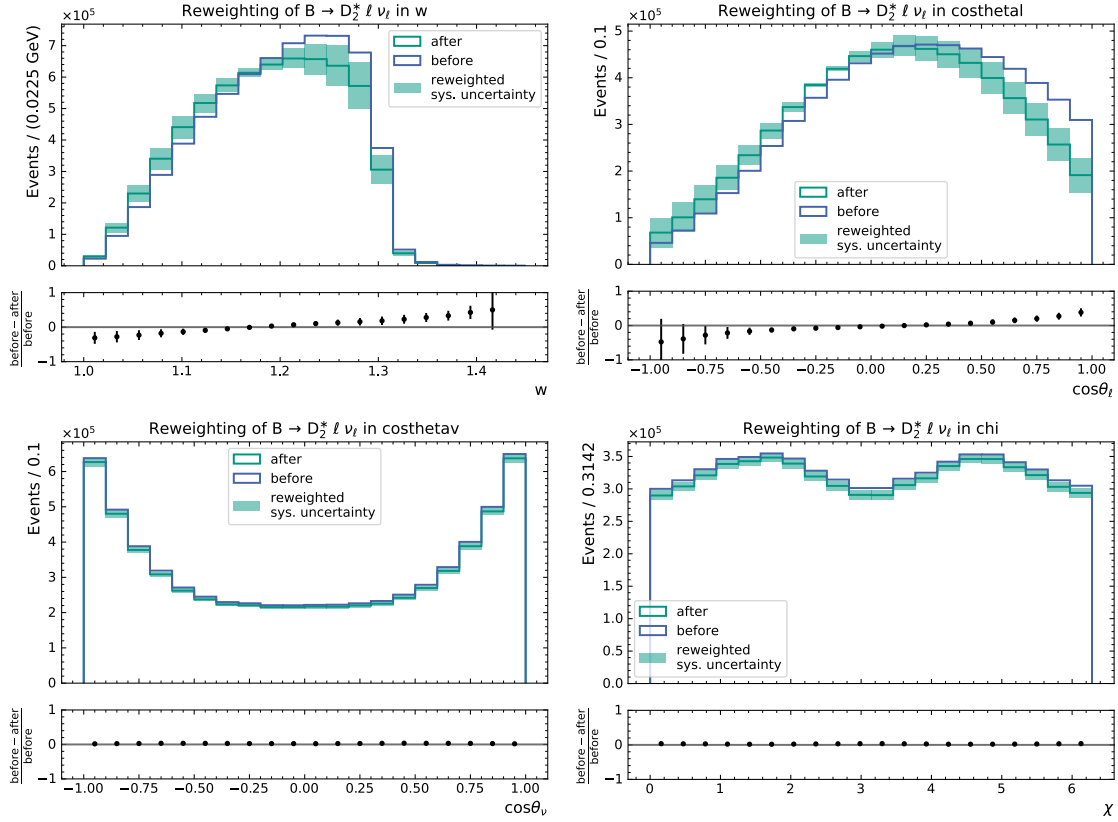 Reweighting of B → D₂* ℓ ν_ℓ in w
×10⁵
Events / (0.0225 GeV)
7
6
5
4
3
2
1
0
after
before
reweighted
sys. uncertainty
before − after
before
1
0
−1
1.0 1.1 1.2 1.3 1.4
w
Reweighting of B → D₂* ℓ ν_ℓ in costhetal
×10⁵
Events / 0.1
5
4
3
2
1
0
after
before
reweighted
sys. uncertainty
before − after
before
1
0
−1
−1.00 −0.75 −0.50 −0.25 0.00 0.25 0.50 0.75 1.00
cosθ_ℓ
Reweighting of B → D₂* ℓ ν_ℓ in costhetav
×10⁵
Events / 0.1
6
5
4
3
2
1
0
after
before
reweighted
sys. uncertainty
before − after
before
1
0
−1
−1.00 −0.75 −0.50 −0.25 0.00 0.25 0.50 0.75 1.00
cosθ_ν
Reweighting of B → D₂* ℓ ν_ℓ in chi
×10⁵
Events / 0.3142
3.5
3.0
2.5
2.0
1.5
1.0
0.5
0.0
after
before
reweighted
sys. uncertainty
before − after
before
1
0
−1
0 1 2 3 4 5 6
χ